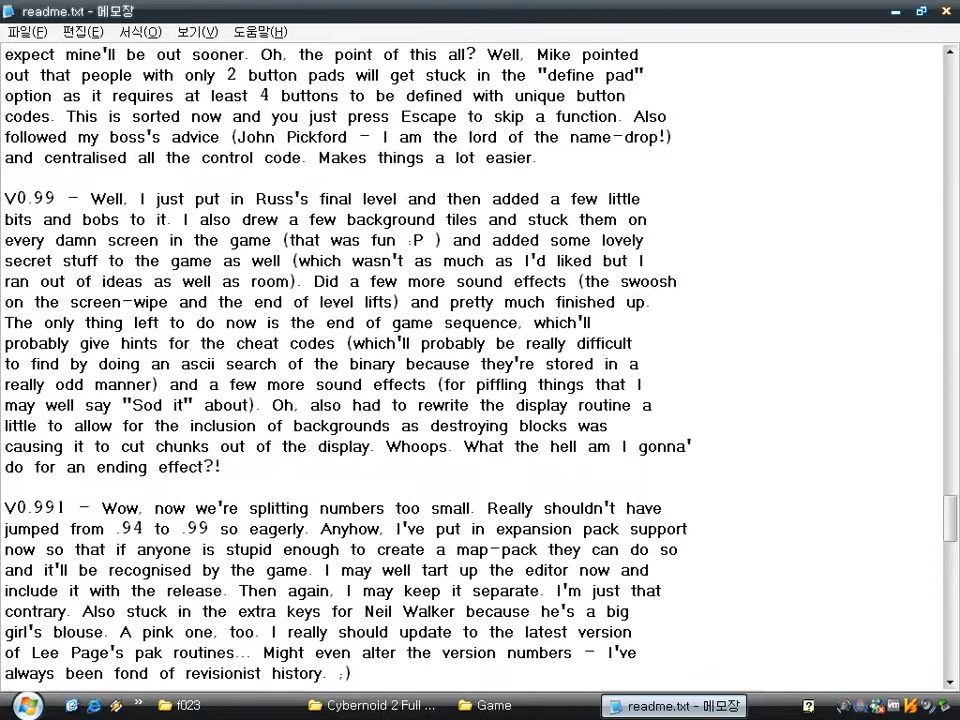 readme.txt - 메모장
파일(F) 편집(E) 서식(O) 보기(V) 도움말(H)
expect mine'll be out sooner. Oh, the point of this all? Well, Mike pointed
out that people with only 2 button pads will get stuck in the "define pad"
option as it requires at least 4 buttons to be defined with unique button
codes. This is sorted now and you just press Escape to skip a function. Also
followed my boss's advice (John Pickford - I am the lord of the name-drop!)
and centralised all the control code. Makes things a lot easier.
V0.99 - Well, I just put in Russ's final level and then added a few little
bits and bobs to it. I also drew a few background tiles and stuck them on
every damn screen in the game (that was fun :P ) and added some lovely
secret stuff to the game as well (which wasn't as much as I'd liked but I
ran out of ideas as well as room). Did a few more sound effects (the swoosh
on the screen-wipe and the end of level lifts) and pretty much finished up.
The only thing left to do now is the end of game sequence, which'll
probably give hints for the cheat codes (which'll probably be really difficult
to find by doing an ascii search of the binary because they're stored in a
really odd manner) and a few more sound effects (for piffling things that I
may well say "Sod it" about). Oh, also had to rewrite the display routine a
little to allow for the inclusion of backgrounds as destroying blocks was
causing it to cut chunks out of the display. Whoops. What the hell am I gonna'
do for an ending effect?!
V0.991 - Wow, now we're splitting numbers too small. Really shouldn't have
jumped from .94 to .99 so eagerly. Anyhow, I've put in expansion pack support
now so that if anyone is stupid enough to create a map-pack they can do so
and it'll be recognised by the game. I may well tart up the editor now and
include it with the release. Then again, I may keep it separate. I'm just that
contrary. Also stuck in the extra keys for Neil Walker because he's a big
girl's blouse. A pink one, too. I really should update to the latest version
of Lee Page's pak routines... Might even alter the version numbers - I've
always been fond of revisionist history. ;)
f023 Cybernoid 2 Full ... Game readme.txt - 메모장